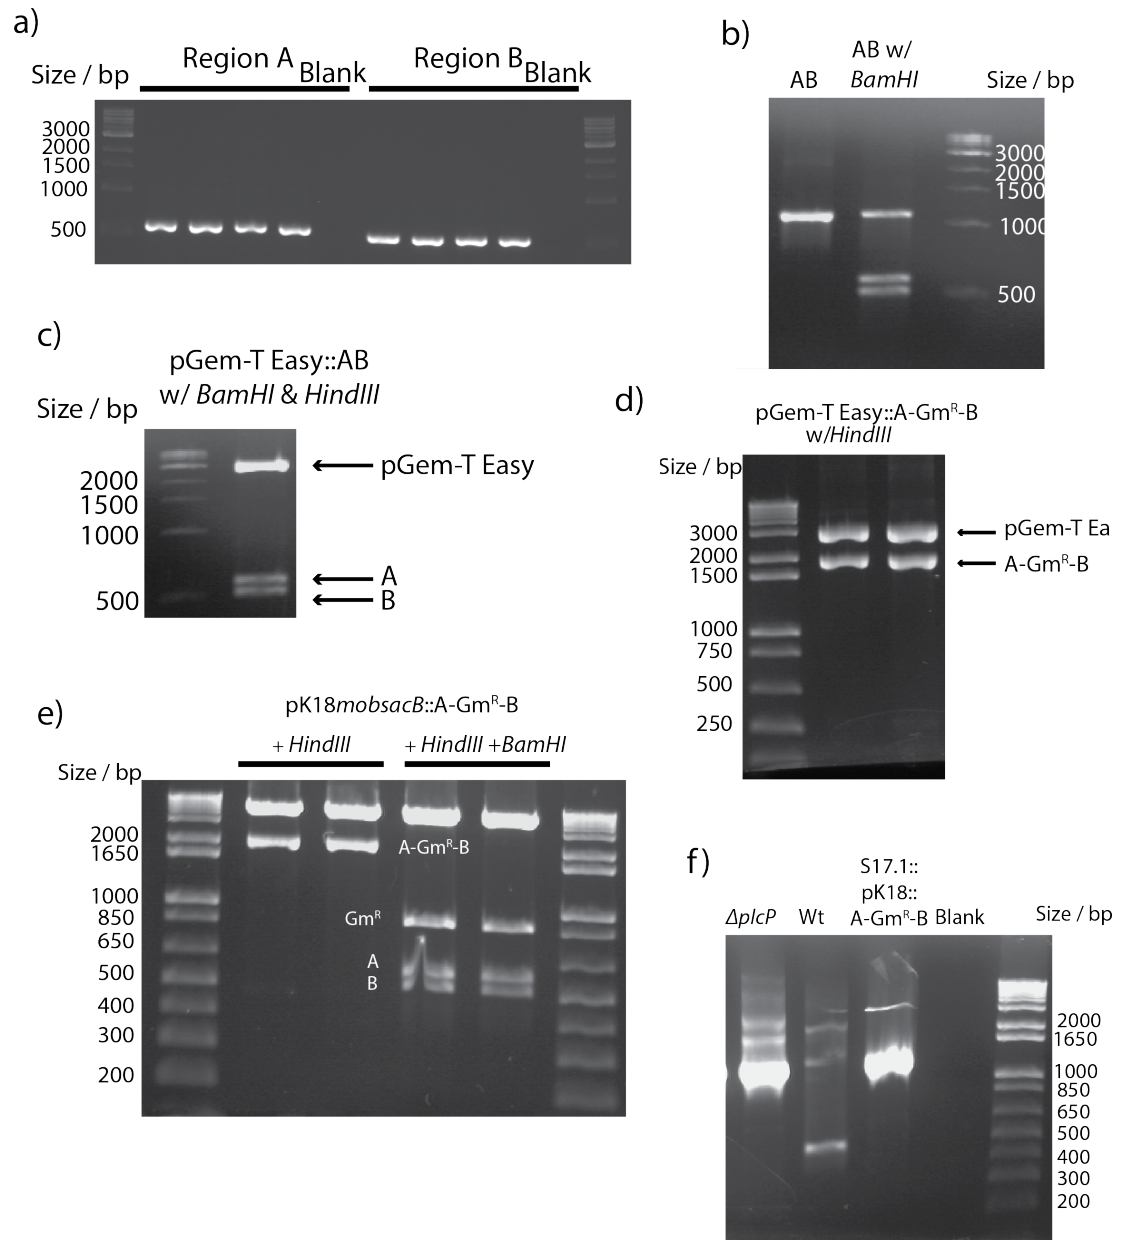 a)
Region A Blank Region B Blank
Size / bp
3000
2000
1500
1000
500
b)
AB w/
AB BamHI Size / bp
3000
2000
1500
1000
500
c)
pGem-T Easy::AB
w/ BamHI & HindIII
Size / bp
pGem-T Easy
2000
1500
1000
A
500 B
d)
pGem-T Easy::A-Gmᴿ-B
w/HindIII
Size / bp
3000 pGem-T Ea
2000 A-Gmᴿ-B
1500
1000
750
500
250
e)
pK18mobsacB::A-Gmᴿ-B
+ HindIII + HindIII +BamHI
Size / bp
2000
1650 A-Gmᴿ-B
1000
850 Gmᴿ
650
500 A
B
400
300
200
f)
S17.1::
pK18::
ΔplcP Wt A-Gmᴿ-B Blank Size / bp
2000
1650
1000
850
650
500
400
300
200